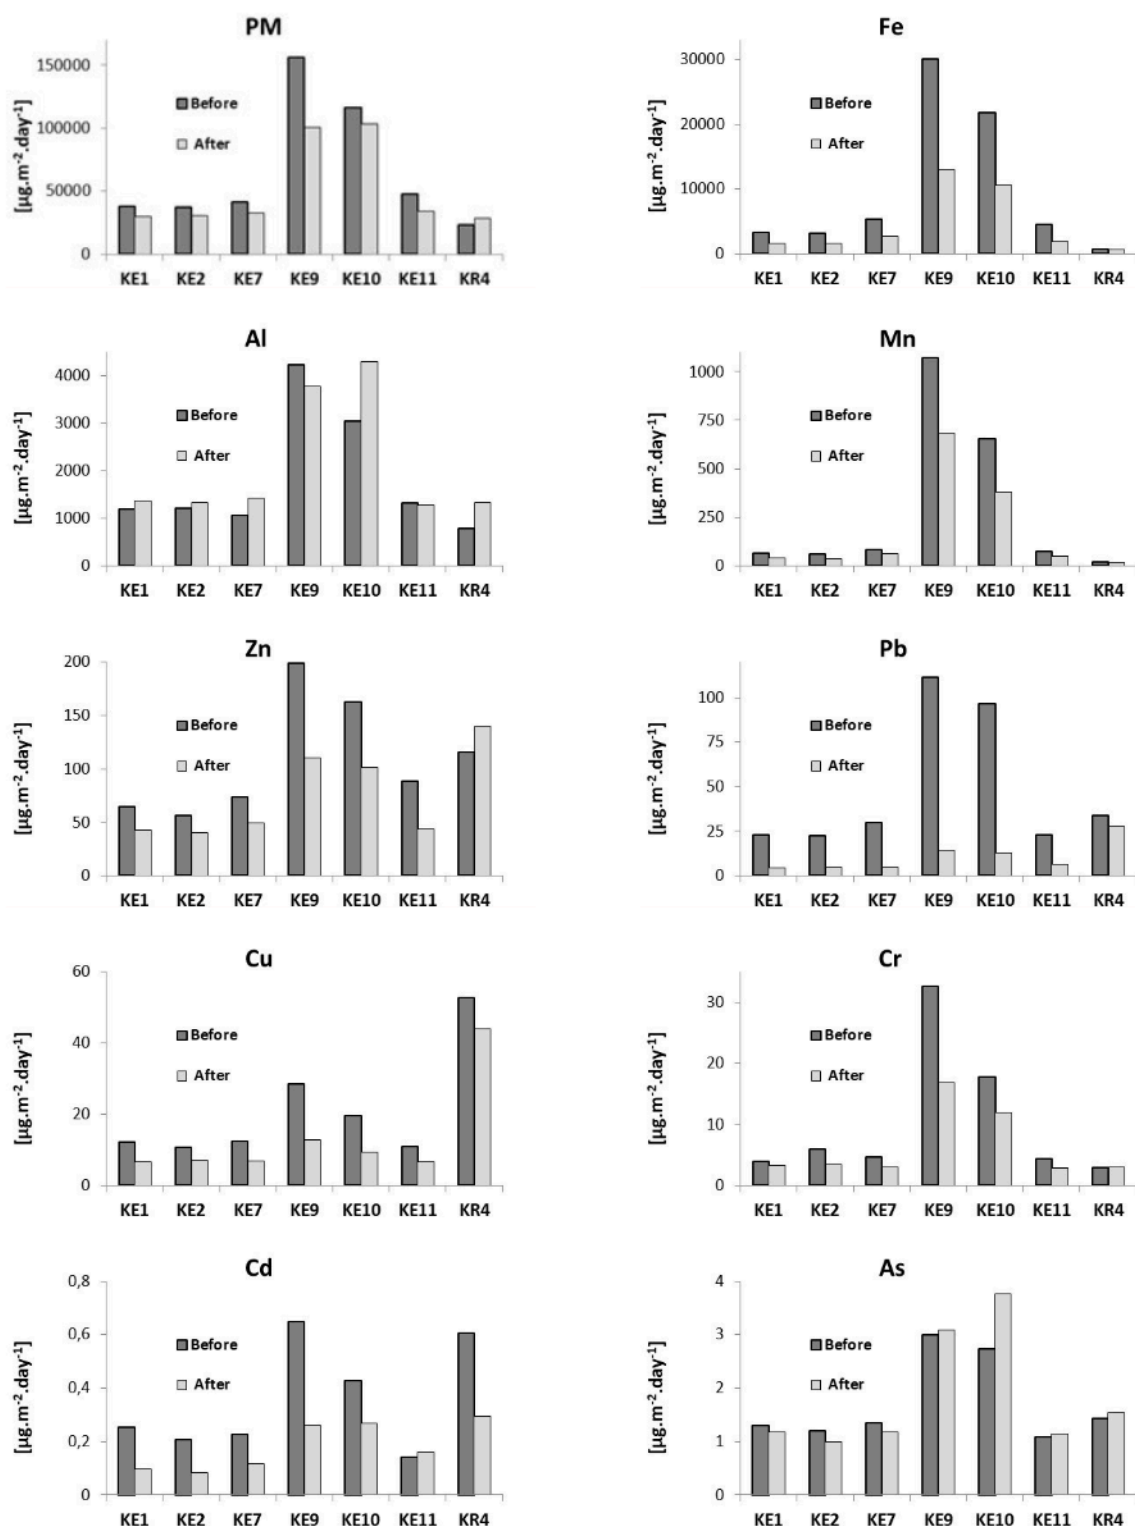 PM
[µg.m⁻².day⁻¹]
150000
100000
50000
0
Before
After
KE1 KE2 KE7 KE9 KE10 KE11 KR4
Fe
[µg.m⁻².day⁻¹]
30000
20000
10000
0
Before
After
KE1 KE2 KE7 KE9 KE10 KE11 KR4
Al
[µg.m⁻².day⁻¹]
4000
3000
2000
1000
0
Before
After
KE1 KE2 KE7 KE9 KE10 KE11 KR4
Mn
[µg.m⁻².day⁻¹]
1000
750
500
250
0
Before
After
KE1 KE2 KE7 KE9 KE10 KE11 KR4
Zn
[µg.m⁻².day⁻¹]
200
150
100
50
0
Before
After
KE1 KE2 KE7 KE9 KE10 KE11 KR4
Pb
[µg.m⁻².day⁻¹]
100
75
50
25
0
Before
After
KE1 KE2 KE7 KE9 KE10 KE11 KR4
Cu
[µg.m⁻².day⁻¹]
60
40
20
0
Before
After
KE1 KE2 KE7 KE9 KE10 KE11 KR4
Cr
[µg.m⁻².day⁻¹]
30
20
10
0
Before
After
KE1 KE2 KE7 KE9 KE10 KE11 KR4
Cd
[µg.m⁻².day⁻¹]
0,8
0,6
0,4
0,2
0
Before
After
KE1 KE2 KE7 KE9 KE10 KE11 KR4
As
[µg.m⁻².day⁻¹]
4
3
2
1
0
Before
After
KE1 KE2 KE7 KE9 KE10 KE11 KR4